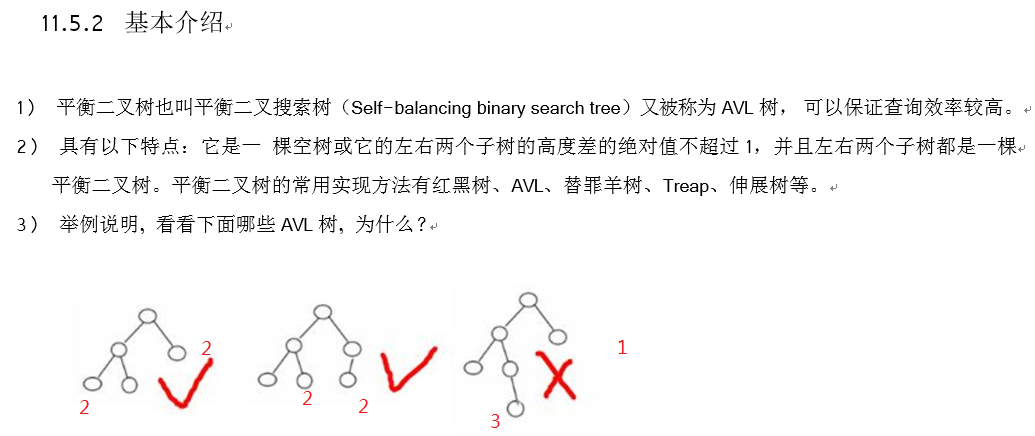 11.5.2 基本介绍
1） 平衡二叉树也叫平衡二叉搜索树（Self-balancing binary search tree）又被称为 AVL 树， 可以保证查询效率较高。
2） 具有以下特点：它是一 棵空树或它的左右两个子树的高度差的绝对值不超过 1，并且左右两个子树都是一棵
平衡二叉树。平衡二叉树的常用实现方法有红黑树、AVL、替罪羊树、Treap、伸展树等。
3） 举例说明, 看看下面哪些 AVL 树, 为什么?
2 1
2 2 2 3